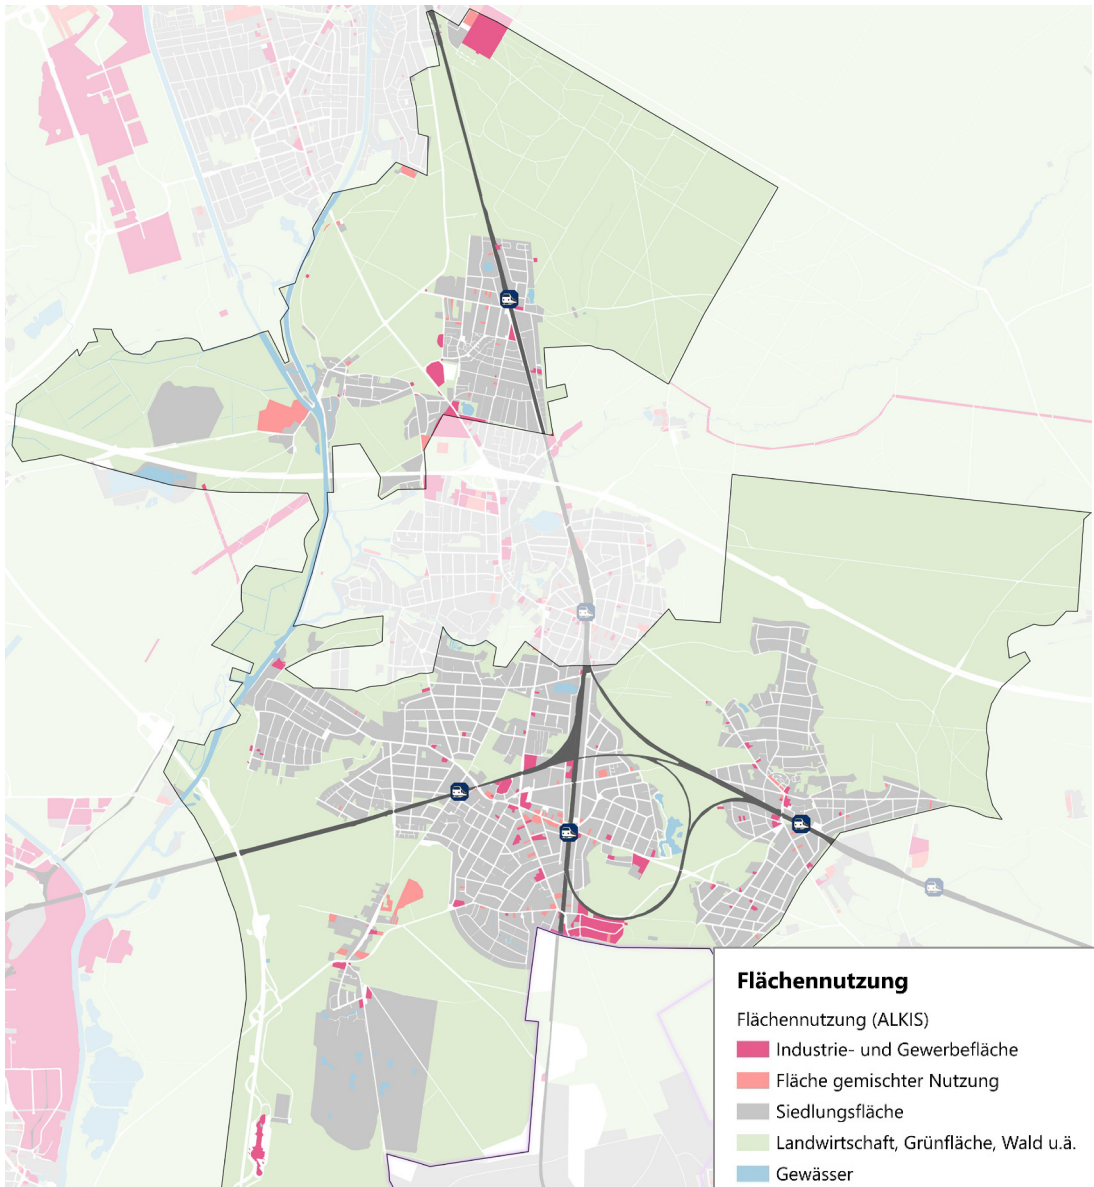 Flächennutzung
Flächennutzung (ALKIS)
Industrie- und Gewerbefläche
Fläche gemischter Nutzung
Siedlungsfläche
Landwirtschaft, Grünfläche, Wald u.ä.
Gewässer